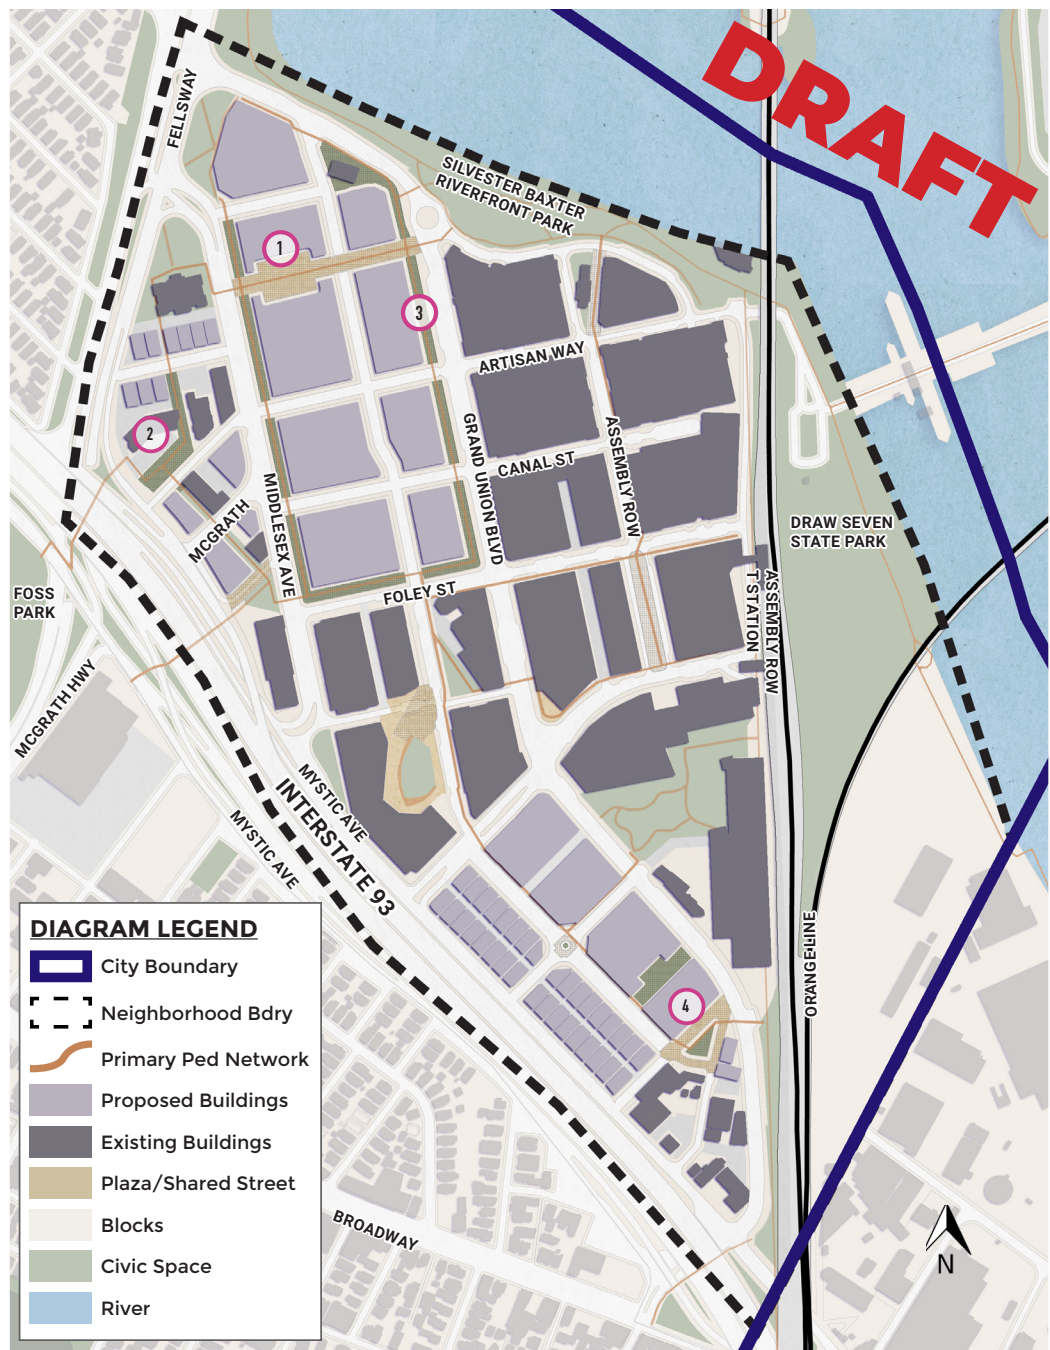 DRAFT
FELLSWAY
SILVESTER BAXTER
RIVERFRONT PARK
1
3
ARTISAN WAY
2
GRAND UNION BLVD
ASSEMBLY ROW
CANAL ST
MIDDLESEX AVE
MCGRATH
DRAW SEVEN
STATE PARK
FOSS
PARK
FOLEY ST
ASSEMBLY ROW
T STATION
MCGRATH HWY
MYSTIC AVE
INTERSTATE 93
MYSTIC AVE
ORANGE LINE
4
BROADWAY
DIAGRAM LEGEND
City Boundary
Neighborhood Bdry
Primary Ped Network
Proposed Buildings
Existing Buildings
Plaza/Shared Street
Blocks
Civic Space
River
N